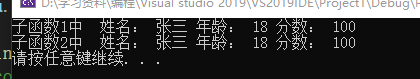 D:\学习资料\编程\Visual studio 2019\VS2019IDE\Project1\Debug\
子函数1中  姓名： 张三 年龄： 18 分数： 100
子函数2中  姓名： 张三 年龄： 18 分数： 100
请按任意键继续. . .